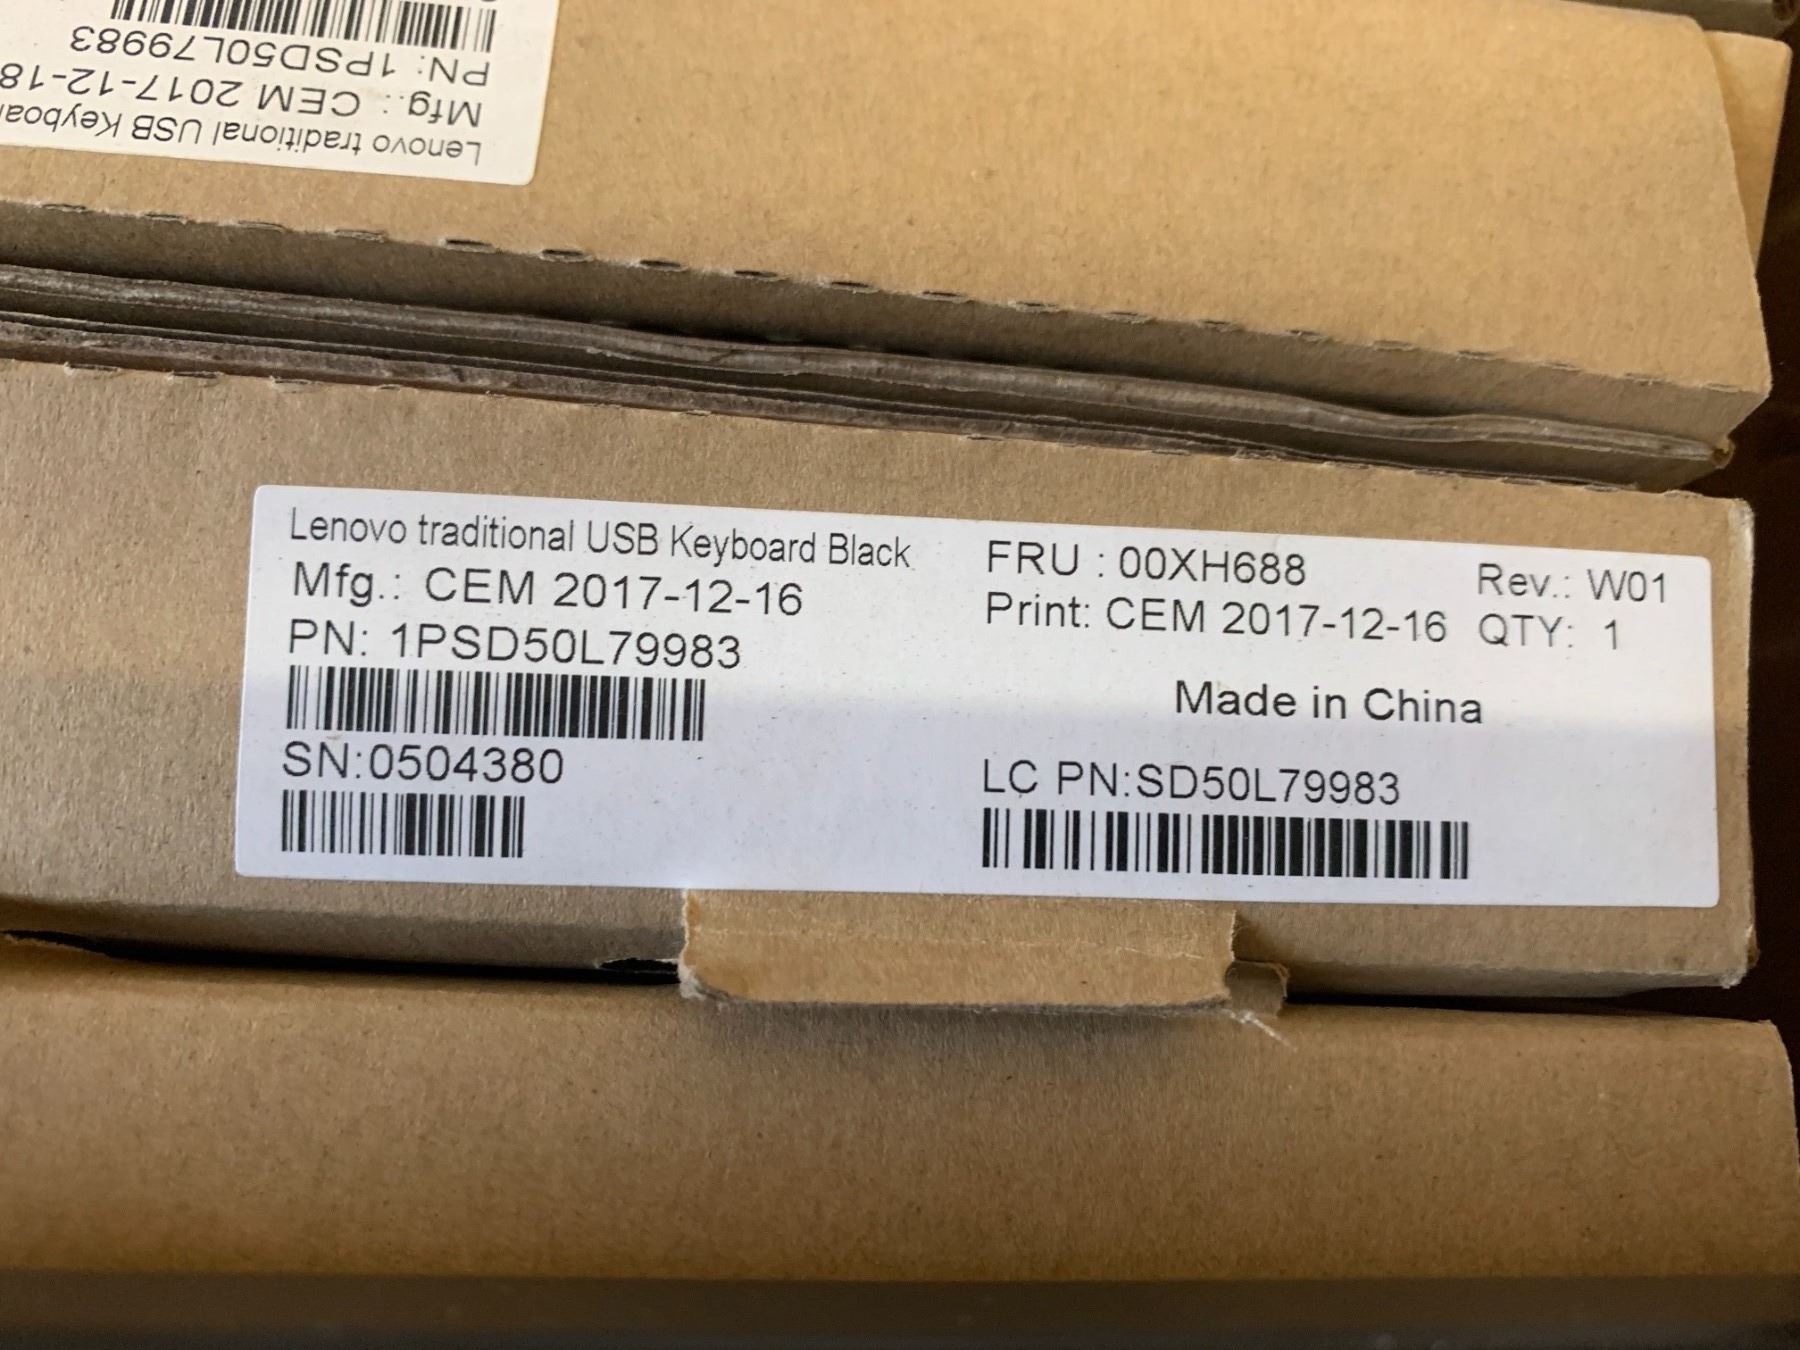 PN: 1PSD50L79983
Mfg.: CEM 2017-12-18
Lenovo traditional USB
Lenovo traditional USB Keyboard Black
Mfg.: CEM 2017-12-16
PN: 1PSD50L79983
SN:0504380
FRU : 00XH688
Rev.: W01
Print: CEM 2017-12-16
QTY: 1
Made in China
LC PN:SD50L79983